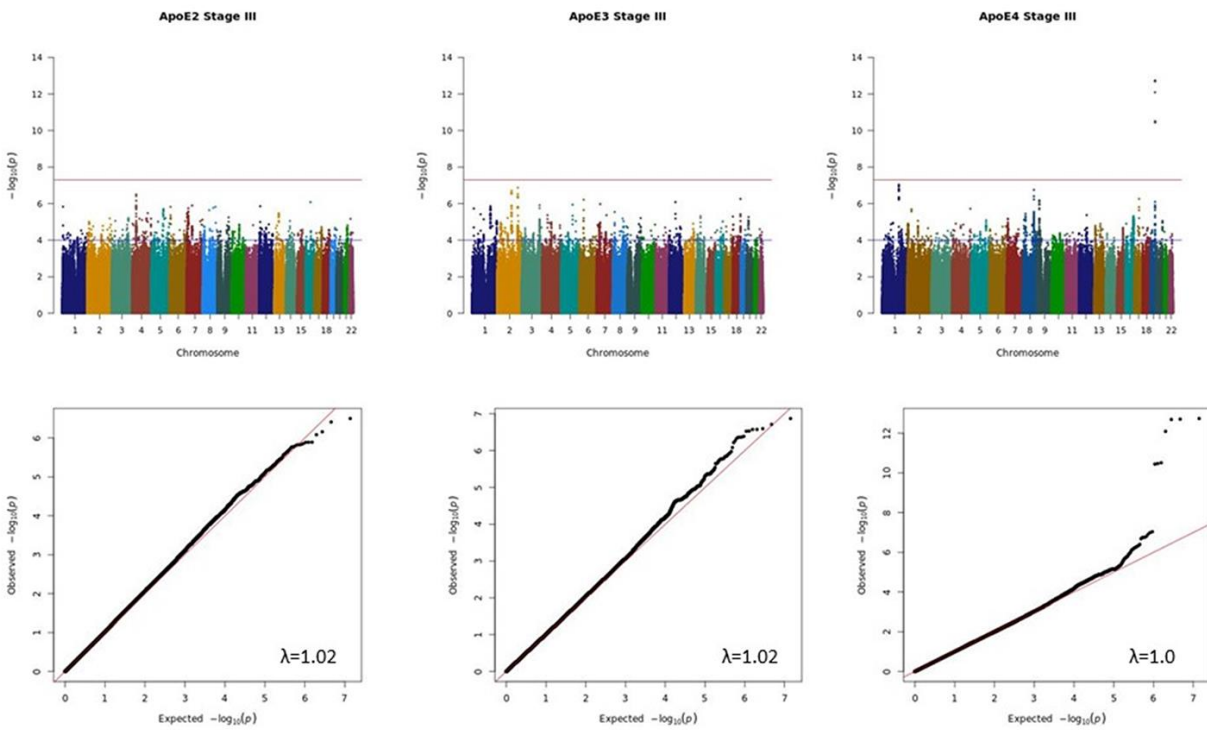 ApoE2 Stage III
ApoE3 Stage III
ApoE4 Stage III
14
12
10
8
6
4
2
0
−log₁₀(p)
1 2 3 4 5 6 7 8 9 11 13 15 18 22
Chromosome
14
12
10
8
6
4
2
0
−log₁₀(p)
1 2 3 4 5 6 7 8 9 11 13 15 18 22
Chromosome
14
12
10
8
6
4
2
0
−log₁₀(p)
1 2 3 4 5 6 7 8 9 11 13 15 18 22
Chromosome
6
5
4
3
2
1
0
Observed −log₁₀(p)
λ=1.02
0 1 2 3 4 5 6 7
Expected −log₁₀(p)
7
6
5
4
3
2
1
0
Observed −log₁₀(p)
λ=1.02
0 1 2 3 4 5 6 7
Expected −log₁₀(p)
12
10
8
6
4
2
0
Observed −log₁₀(p)
λ=1.0
0 1 2 3 4 5 6 7
Expected −log₁₀(p)